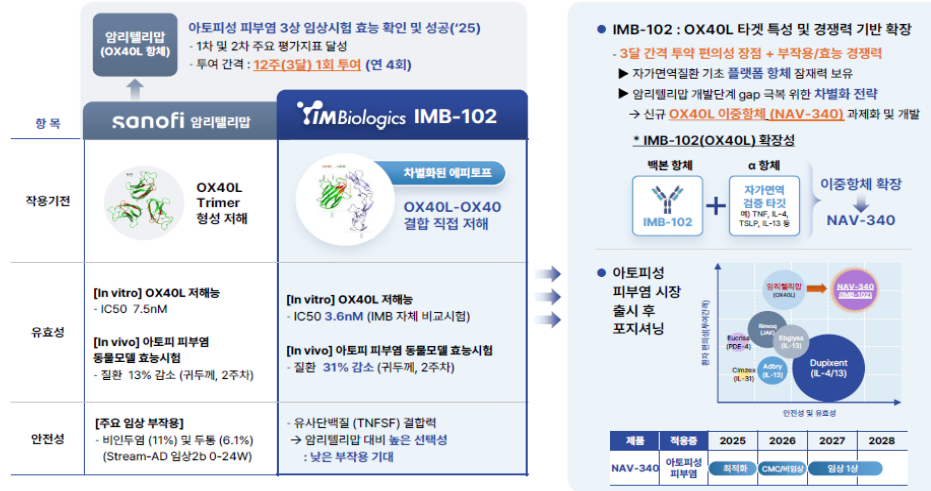 암리텔리맙
(OX40L 항체)
아토피성 피부염 3상 임상시험 효능 확인 및 성공('25)
- 1차 및 2차 주요 평가지표 달성
- 투여 간격 : 12주(3달) 1회 투여 (연 4회)
항 목
sanofi 암리텔리맙
IMBiologics IMB-102
작용기전
OX40L
Trimer
형성 저해
차별화된 에피토프
OX40L-OX40
결합 직접 저해
유효성
[In vitro] OX40L 저해능
- IC50 7.5nM
[In vivo] 아토피 피부염
동물모델 효능시험
- 질환 13% 감소 (귀두께, 2주차)
[In vitro] OX40L 저해능
- IC50 3.6nM (IMB 자체 비교시험)
[In vivo] 아토피 피부염 동물모델 효능시험
- 질환 31% 감소 (귀두께, 2주차)
안전성
[주요 임상 부작용]
- 비인두염 (11%) 및 두통 (6.1%)
(Stream-AD 임상2b 0-24W)
- 유사단백질 (TNFSF) 결합력
→ 암리텔리맙 대비 높은 선택성
: 낮은 부작용 기대
• IMB-102 : OX40L 타겟 특성 및 경쟁력 기반 확장
- 3달 간격 투약 편의성 장점 + 부작용/효능 경쟁력
▶ 자가면역질환 기초 플랫폼 항체 잠재력 보유
▶ 암리텔리맙 개발단계 gap 극복 위한 차별화 전략
→ 신규 OX40L 이중항체 (NAV-340) 과제화 및 개발
* IMB-102(OX40L) 확장성
백본 항체
IMB-102
+
α 항체
자가면역
검증 타깃
예) TNF, IL-4,
TSLP, IL-13 등
이중항체 확장
NAV-340
• 아토피성
피부염 시장
출시 후
포지셔닝
환자 편의성(투여간격)
암리텔리맙
(OX40L)
NAV-340
(IMB-102)
Rinvoq
(JAK)
Eucrisa
(PDE-4)
Ebglyss
(IL-13)
Cimzex
(IL-31)
Adbry
(IL-13)
Dupixent
(IL-4/13)
안전성 및 유효성
제품 적응증 2025 2026 2027 2028
NAV-340 아토피성 피부염 최적화 CMC/비임상 임상 1상